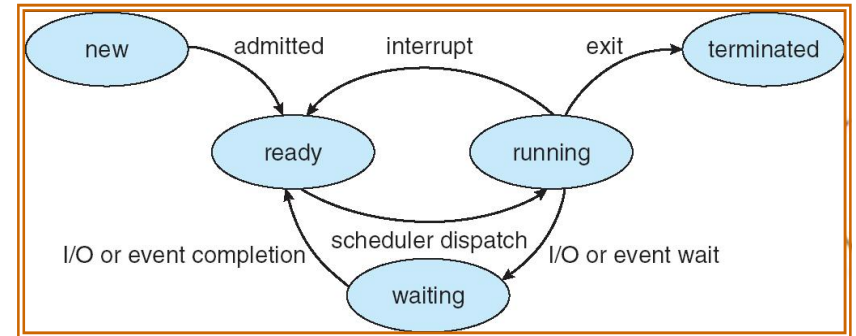 new
admitted
interrupt
exit
terminated
ready
running
scheduler dispatch
I/O or event completion
I/O or event wait
waiting